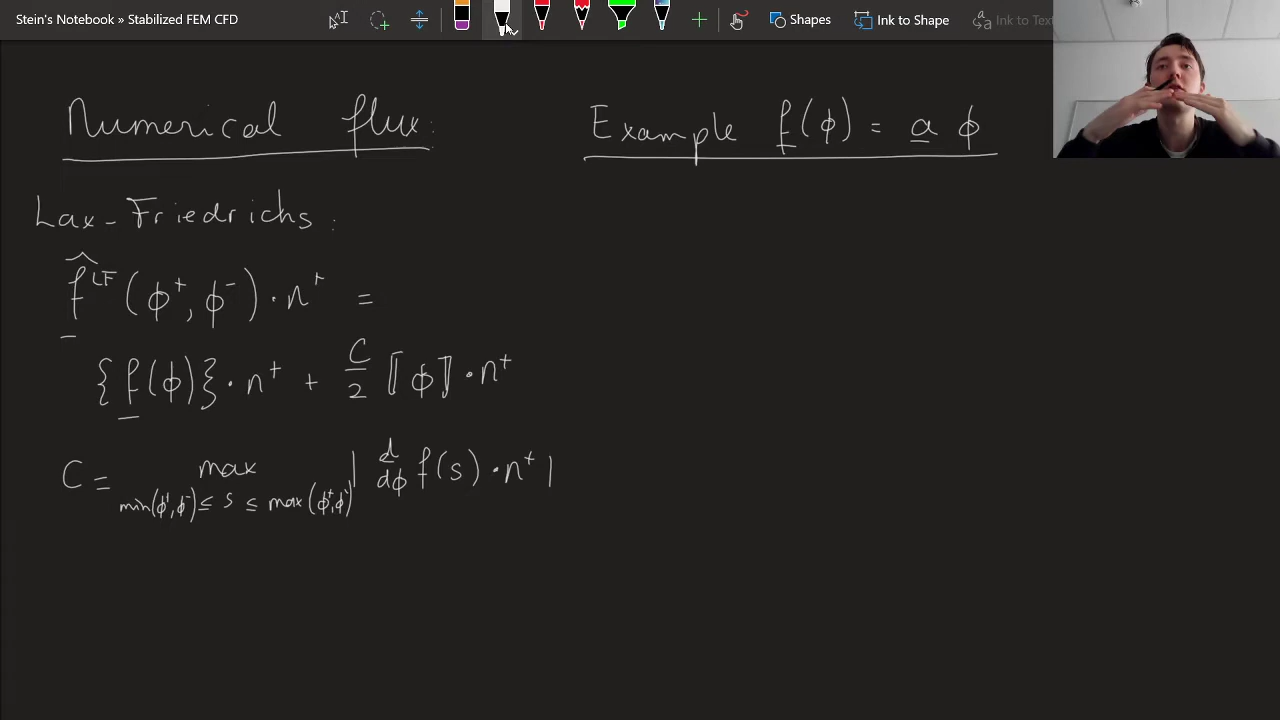 Stein's Notebook » Stabilized FEM CFD
Shapes
Ink to Shape
Ink to Text
Numerical flux:
Lax-Friedrichs:
f̲̂^LF(φ⁺, φ⁻) · n⁺ =
{f̲(φ)} · n⁺ + C/2 ⟦φ⟧ · n⁺
C = max | d/dφ f(s) · n⁺ |
min(φ⁺,φ⁻) ≤ s ≤ max(φ⁺,φ⁻)
Example f̲(φ) = a̲ φ